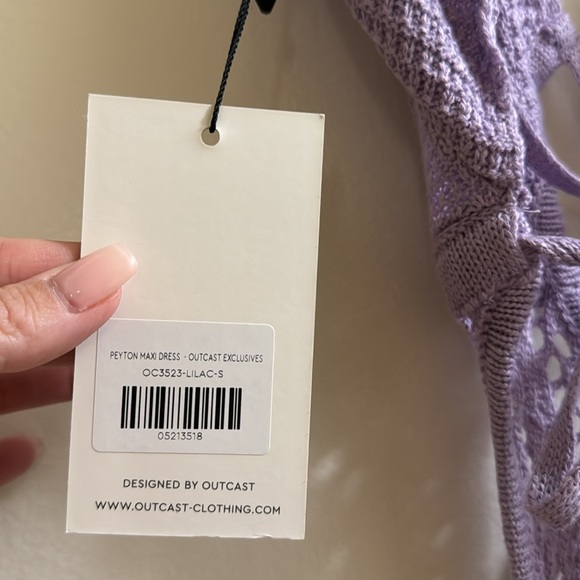 PEYTON MAXI DRESS - OUTCAST EXCLUSIVES
OC3523-LILAC-S
05213518
DESIGNED BY OUTCAST
WWW.OUTCAST-CLOTHING.COM